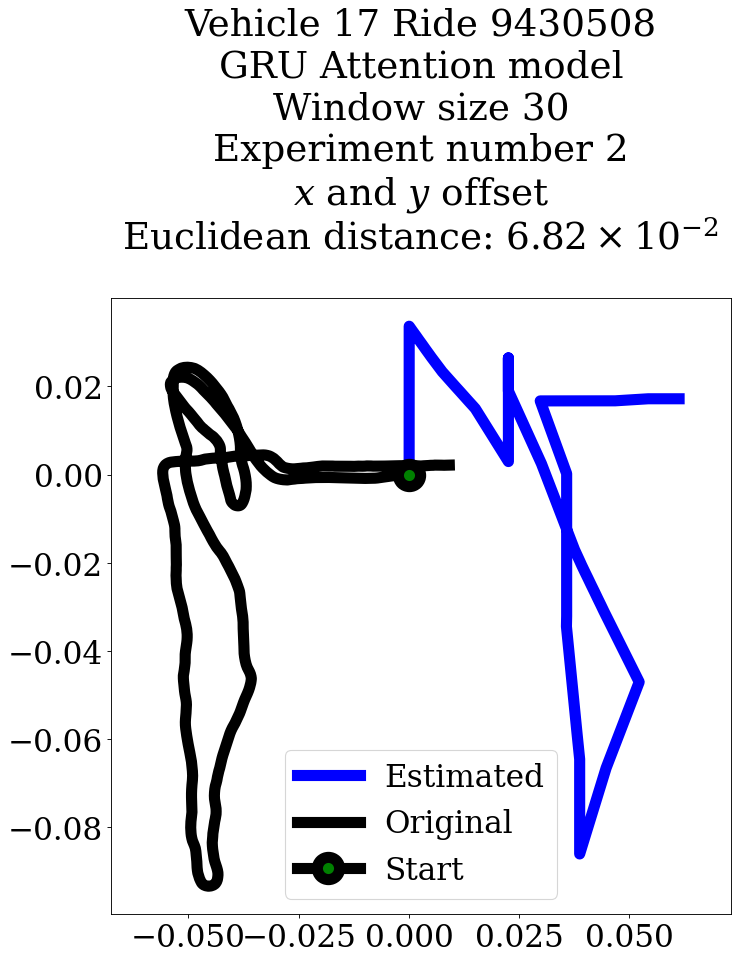 Vehicle 17 Ride 9430508
GRU Attention model
Window size 30
Experiment number 2
x and y offset
Euclidean distance: 6.82 × 10⁻²
0.02
0.00
−0.02
−0.04
−0.06
−0.08
Estimated
Original
Start
−0.050 −0.025 0.000 0.025 0.050